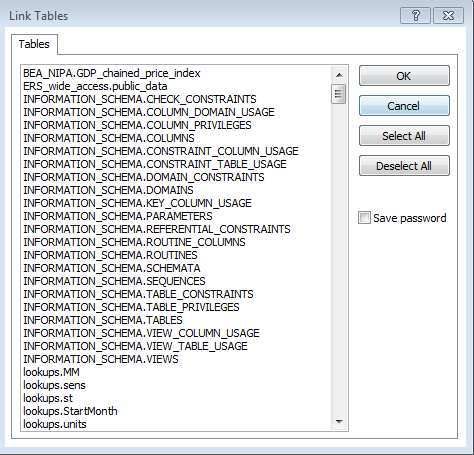 Link Tables
Tables
BEA_NIPA.GDP_chained_price_index
ERS_wide_access.public_data
INFORMATION_SCHEMA.CHECK_CONSTRAINTS
INFORMATION_SCHEMA.COLUMN_DOMAIN_USAGE
INFORMATION_SCHEMA.COLUMN_PRIVILEGES
INFORMATION_SCHEMA.COLUMNS
INFORMATION_SCHEMA.CONSTRAINT_COLUMN_USAGE
INFORMATION_SCHEMA.CONSTRAINT_TABLE_USAGE
INFORMATION_SCHEMA.DOMAIN_CONSTRAINTS
INFORMATION_SCHEMA.DOMAINS
INFORMATION_SCHEMA.KEY_COLUMN_USAGE
INFORMATION_SCHEMA.PARAMETERS
INFORMATION_SCHEMA.REFERENTIAL_CONSTRAINTS
INFORMATION_SCHEMA.ROUTINE_COLUMNS
INFORMATION_SCHEMA.ROUTINES
INFORMATION_SCHEMA.SCHEMATA
INFORMATION_SCHEMA.SEQUENCES
INFORMATION_SCHEMA.TABLE_CONSTRAINTS
INFORMATION_SCHEMA.TABLE_PRIVILEGES
INFORMATION_SCHEMA.TABLES
INFORMATION_SCHEMA.VIEW_COLUMN_USAGE
INFORMATION_SCHEMA.VIEW_TABLE_USAGE
INFORMATION_SCHEMA.VIEWS
lookups.MM
lookups.sens
lookups.st
lookups.StartMonth
lookups.units
OK
Cancel
Select All
Deselect All
Save password